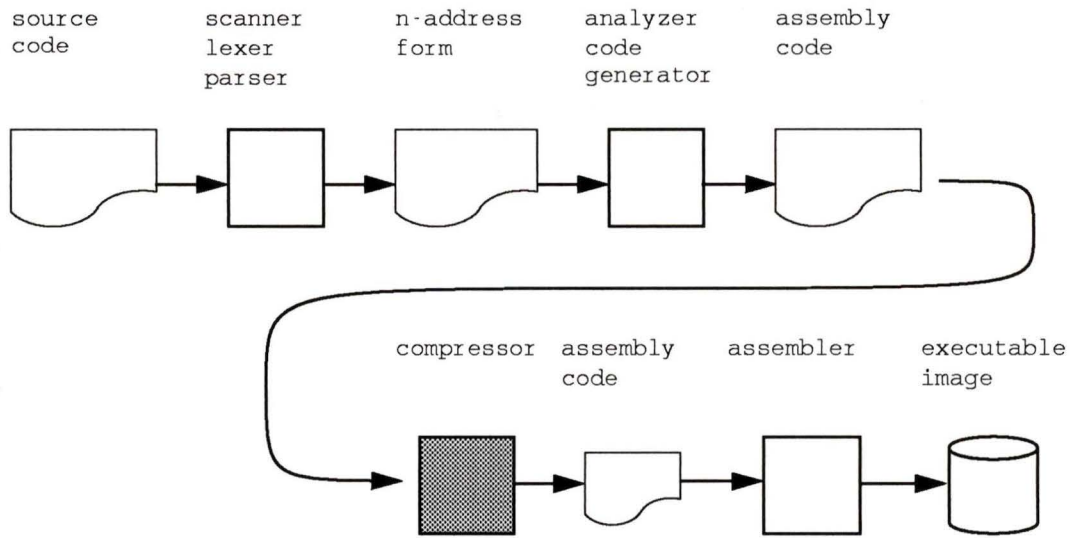 source
code
scanner
lexer
parser
n-address
form
analyzer
code
generator
assembly
code
compressor
assembly
code
assembler
executable
image